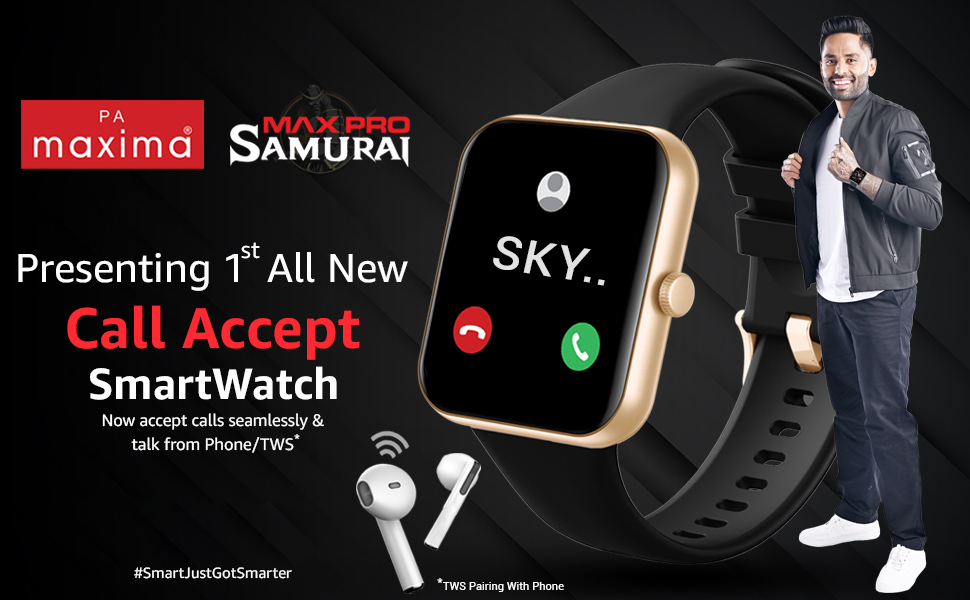 PA
maxima®
MAX PRO
SAMURAI
Presenting 1st All New
Call Accept
SmartWatch
Now accept calls seamlessly &
talk from Phone/TWS*
#SmartJustGotSmarter
SKY..
*TWS Pairing With Phone